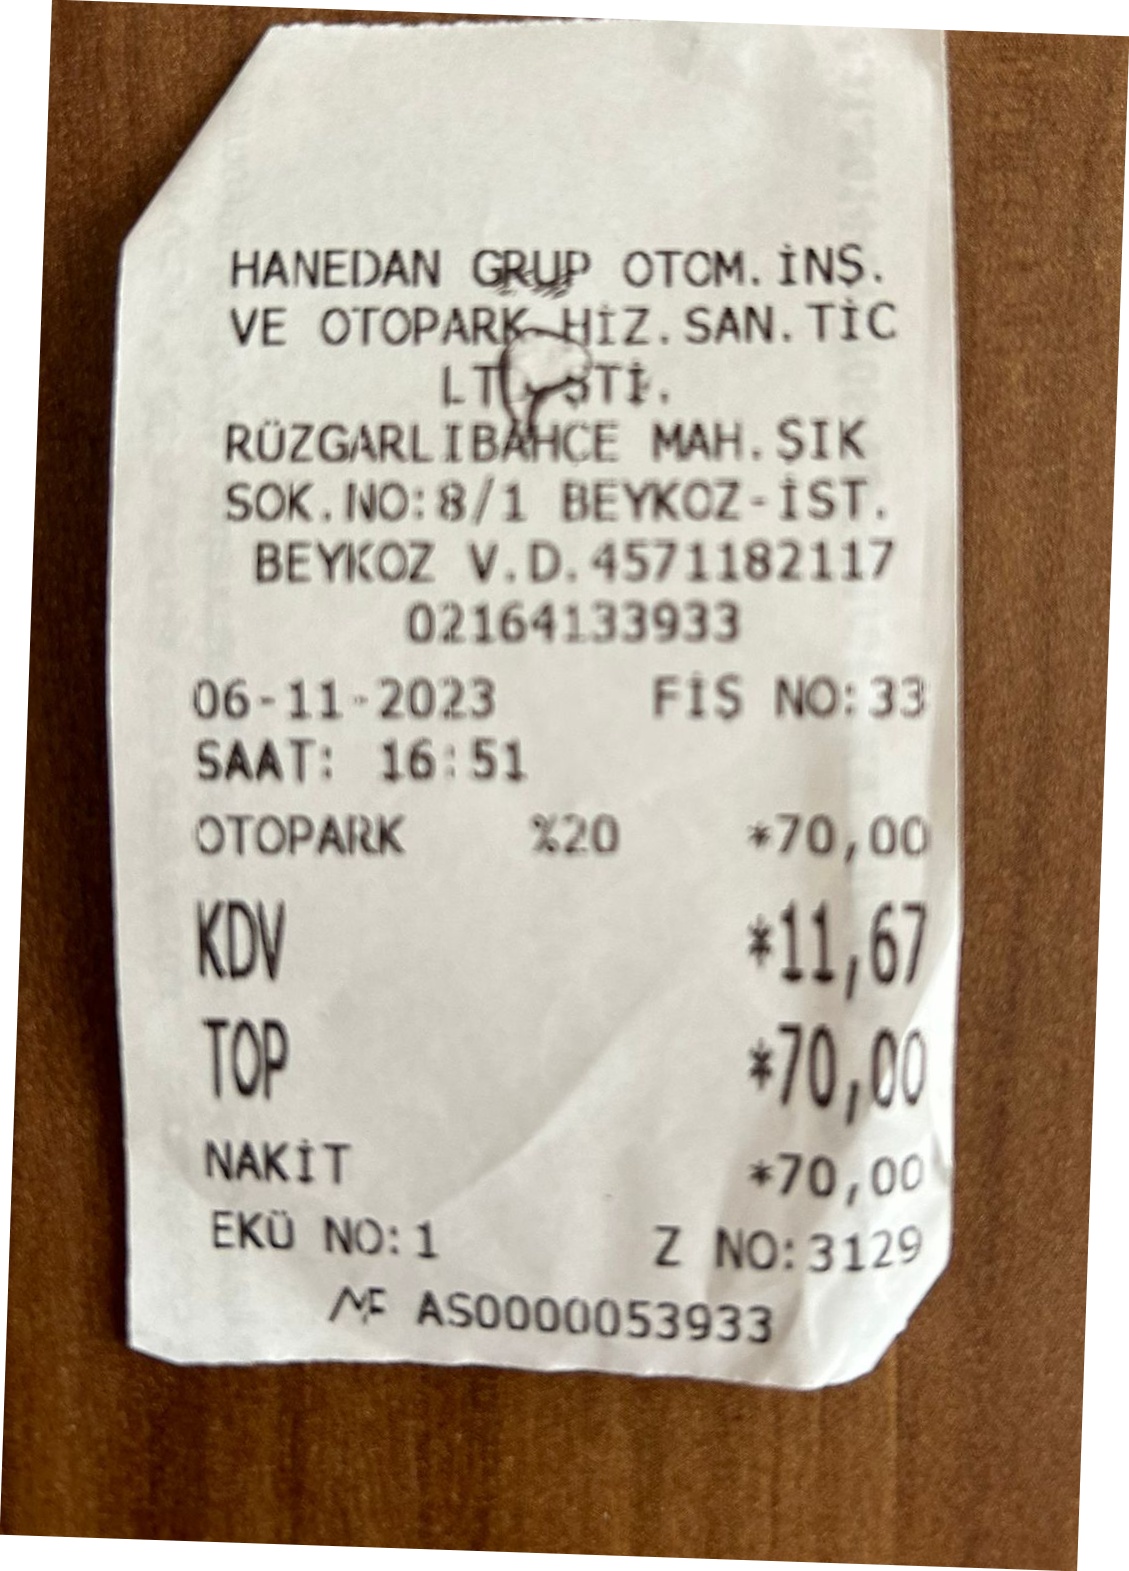 HANEDAN GRUP OTOM.İNŞ.
VE OTOPARK HİZ.SAN.TİC
LTD ŞTİ.
RÜZGARLIBAHÇE MAH.ŞIK
SOK.NO:8/1 BEYKOZ-İST.
BEYKOZ V.D.4571182117
02164133933
06-11-2023 FİŞ NO:33
SAAT: 16:51
OTOPARK %20 *70,00
KDV *11,67
TOP *70,00
NAKİT *70,00
EKÜ NO:1 Z NO:3129
MF AS0000053933